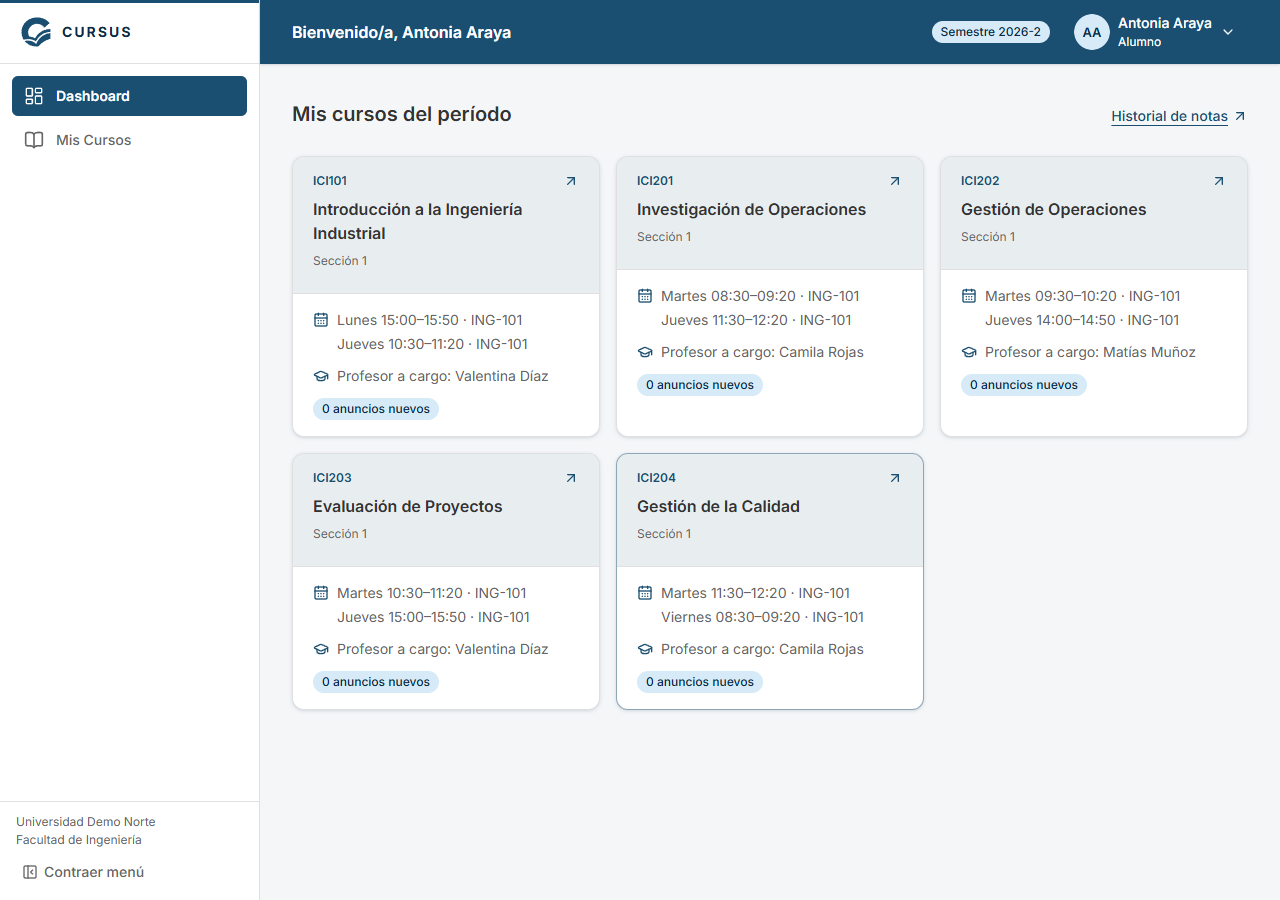 CURSUS
Bienvenido/a, Antonia Araya
Semestre 2026-2
AA
Antonia Araya
Alumno
Dashboard
Mis Cursos
Mis cursos del período
Historial de notas
ICI101
Introducción a la Ingeniería
Industrial
Sección 1
Lunes 15:00–15:50 · ING-101
Jueves 10:30–11:20 · ING-101
Profesor a cargo: Valentina Díaz
0 anuncios nuevos
ICI201
Investigación de Operaciones
Sección 1
Martes 08:30–09:20 · ING-101
Jueves 11:30–12:20 · ING-101
Profesor a cargo: Camila Rojas
0 anuncios nuevos
ICI202
Gestión de Operaciones
Sección 1
Martes 09:30–10:20 · ING-101
Jueves 14:00–14:50 · ING-101
Profesor a cargo: Matías Muñoz
0 anuncios nuevos
ICI203
Evaluación de Proyectos
Sección 1
Martes 10:30–11:20 · ING-101
Jueves 15:00–15:50 · ING-101
Profesor a cargo: Valentina Díaz
0 anuncios nuevos
ICI204
Gestión de la Calidad
Sección 1
Martes 11:30–12:20 · ING-101
Viernes 08:30–09:20 · ING-101
Profesor a cargo: Camila Rojas
0 anuncios nuevos
Universidad Demo Norte
Facultad de Ingeniería
Contraer menú